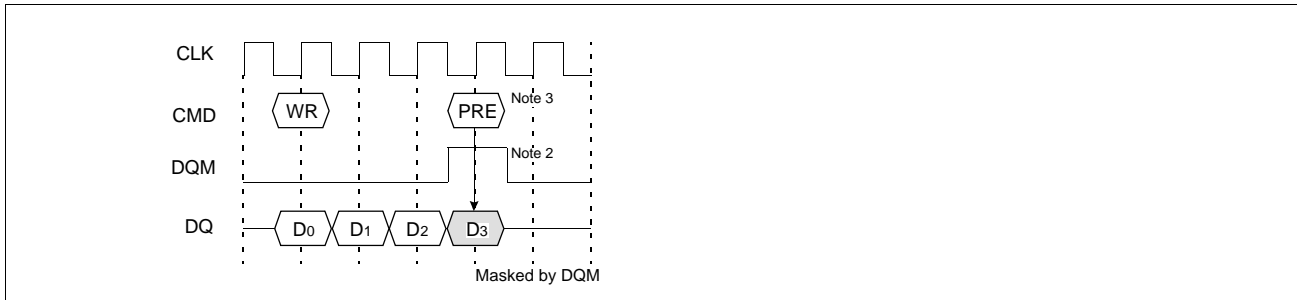 CLK
CMD WR PRE Note 3
DQM Note 2
DQ D0 D1 D2 D3
Masked by DQM